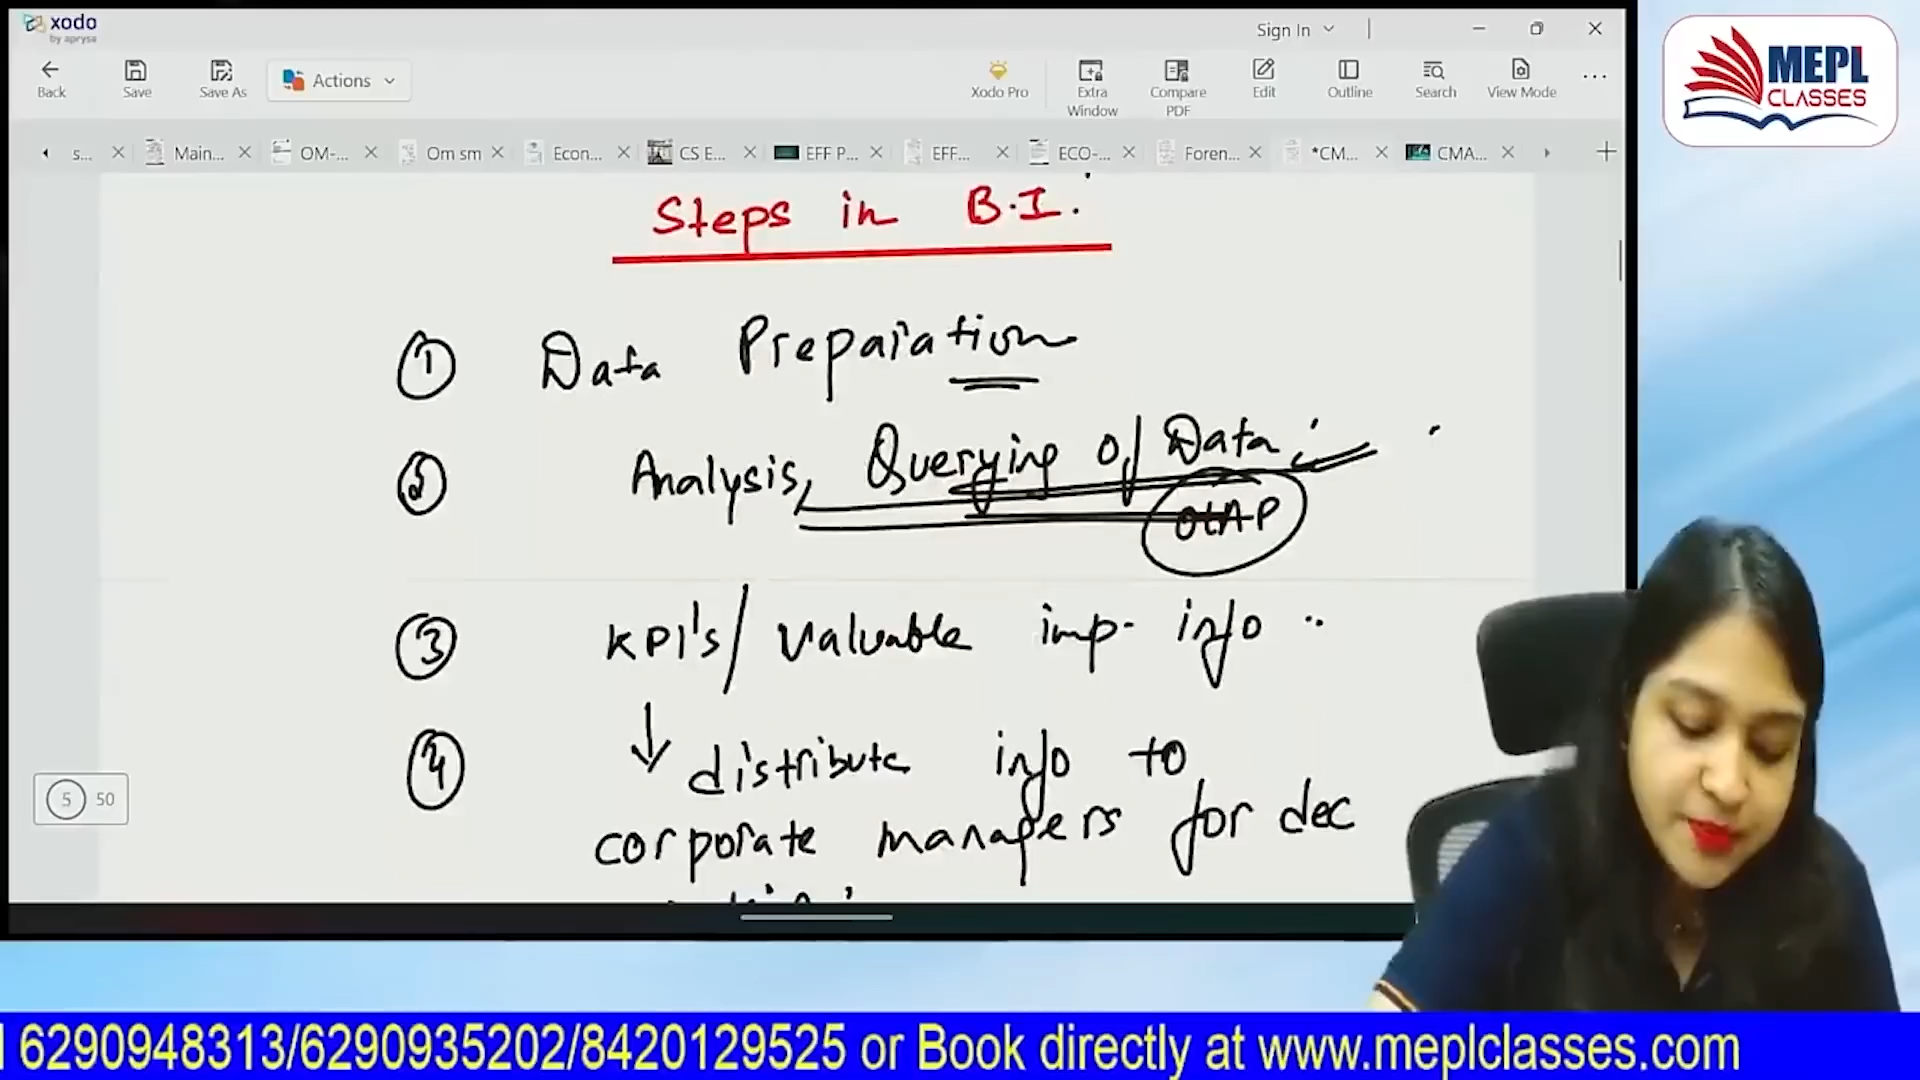 xodo
by apryse
Sign In
Back
Save
Save As
Actions
Xodo Pro
Extra Window
Compare PDF
Edit
Outline
Search
View Mode
s...
Main...
OM-...
Om sm
Econ...
CS E...
EFF P...
EFF...
ECO-...
Foren...
*CM...
CMA...
MEPL
CLASSES
Steps in B.I.
1 Data Preparation
2 Analysis, Querying of Data
OLAP
3 KPI's/ valuable imp. info
4 distribute info to
corporate managers for dec
5 50
6290948313/6290935202/8420129525 or Book directly at www.meplclasses.com